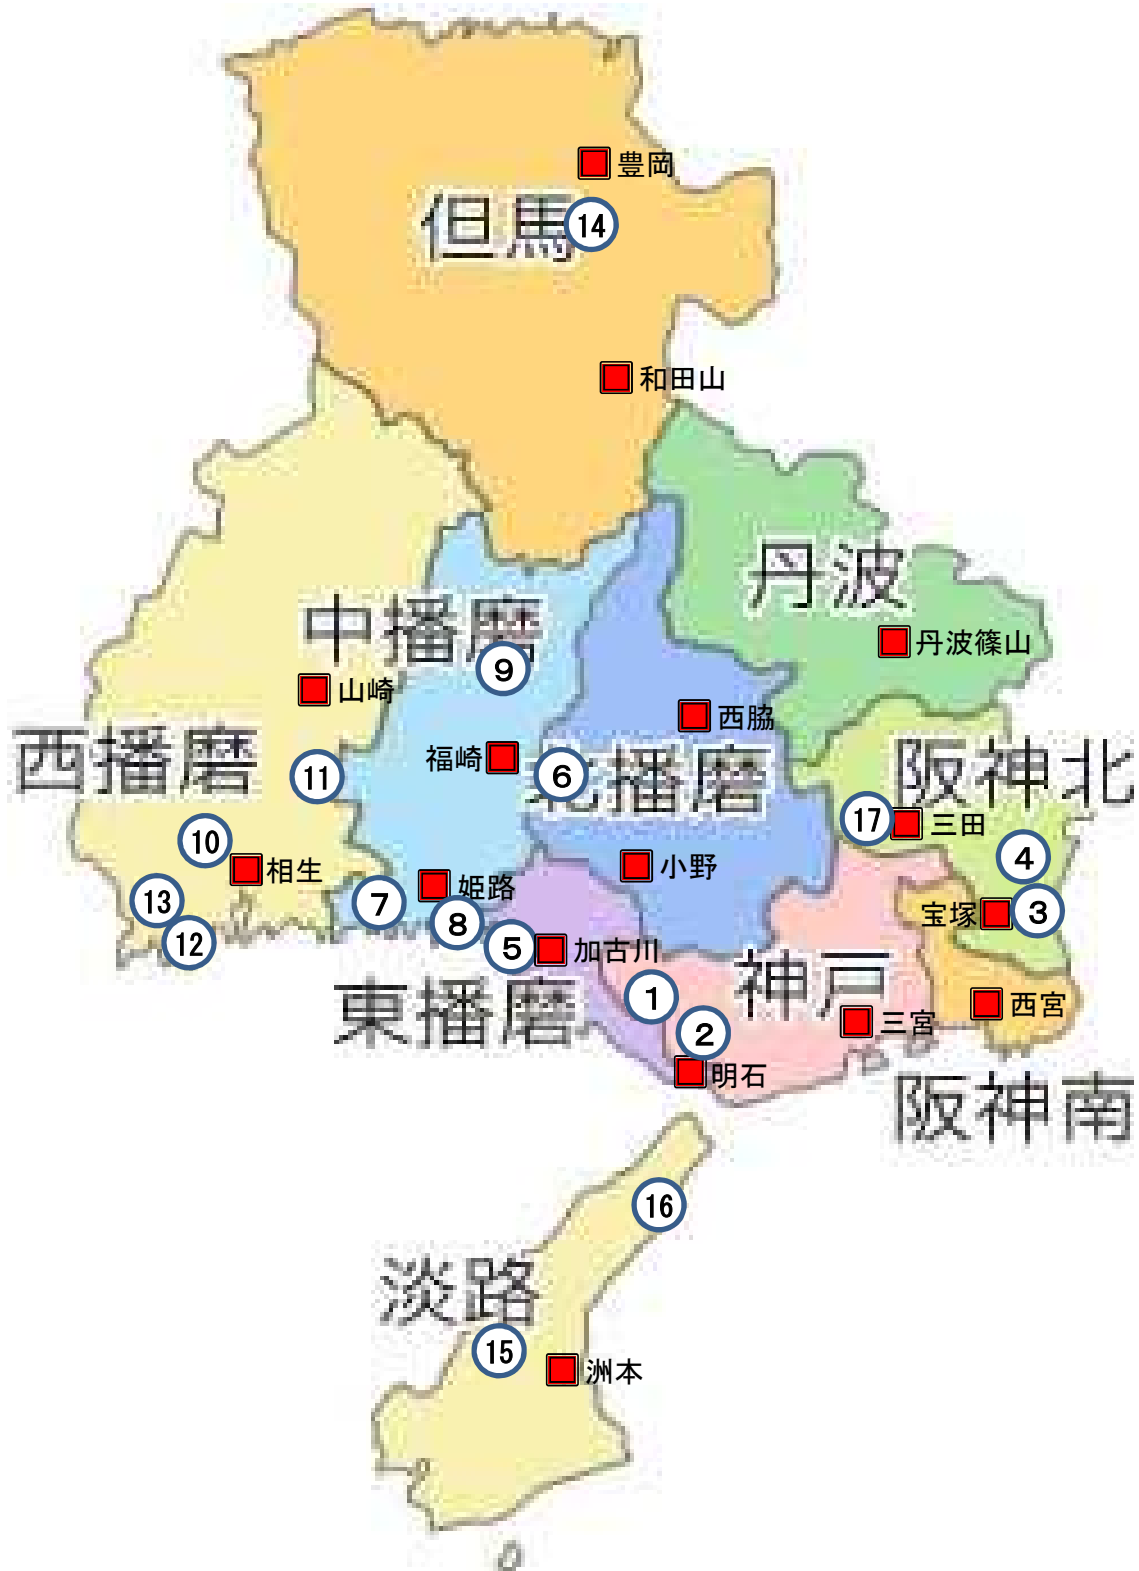 豊岡
但馬
14
和田山
丹波
丹波篠山
中播磨
9
山崎
西脇
西播磨
福崎
北播磨
6
阪神北
11
17
三田
10
相生
小野
4
13
7
姫路
8
宝塚
3
12
5
加古川
東播磨
神戸
1
2
三宮
西宮
明石
阪神南
16
淡路
15
洲本